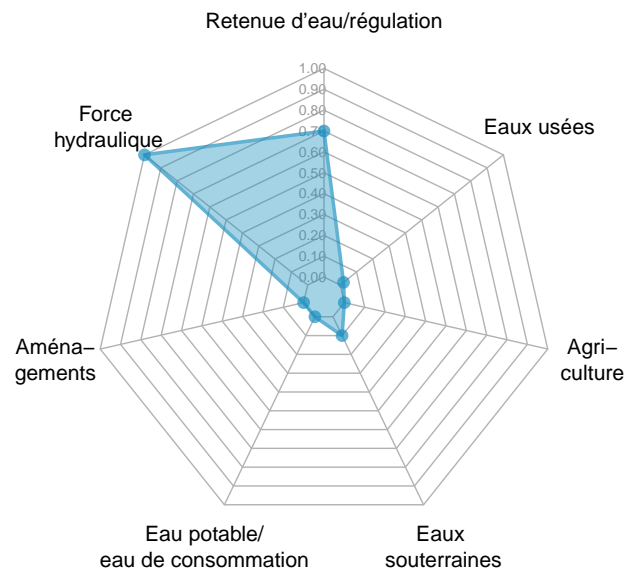 Retenue d'eau/régulation
1.00
0.90
0.80
0.70
0.60
0.50
0.40
0.30
0.20
0.10
0.00
Force
hydraulique
Eaux usées
Aména–
gements
Agri–
culture
Eau potable/
eau de consommation
Eaux
souterraines